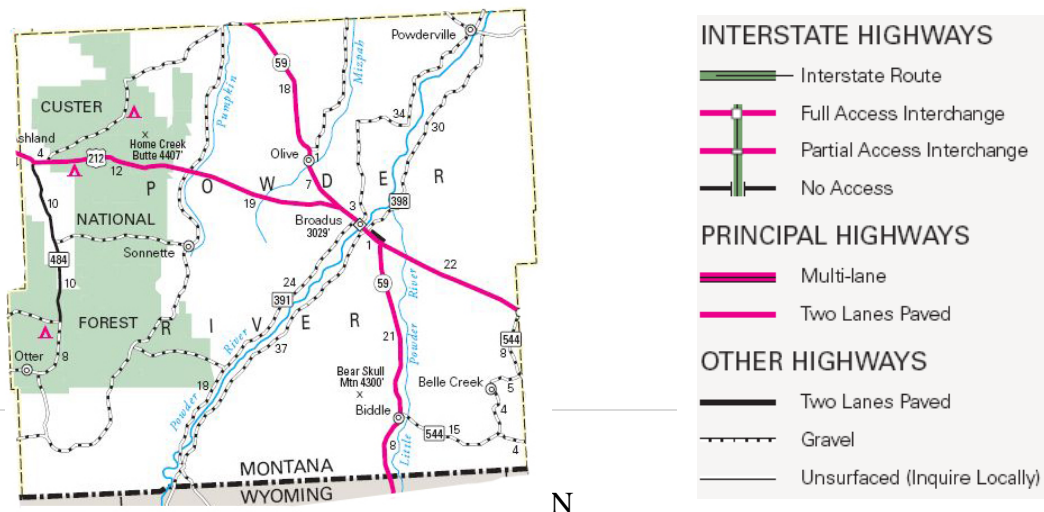 Powderville
59
18
Mizpah
Pumpkin
CUSTER
34
30
Home Creek
Butte 4407'
shland
4
212
12
Olive
1
7
P O W D E R
19
398
3
NATIONAL
Broadus
3029'
10
Sonnette
1
484
22
59
24
391
10
River
FOREST
R I V E R
21
River
37
Powder
544
8
Otter
8
Bear Skull
Mtn 4300'
Belle Creek
19
5
Powder
Biddle
4
544
15
8
Little
4
MONTANA
WYOMING
N
INTERSTATE HIGHWAYS
Interstate Route
Full Access Interchange
Partial Access Interchange
No Access
PRINCIPAL HIGHWAYS
Multi-lane
Two Lanes Paved
OTHER HIGHWAYS
Two Lanes Paved
Gravel
Unsurfaced (Inquire Locally)